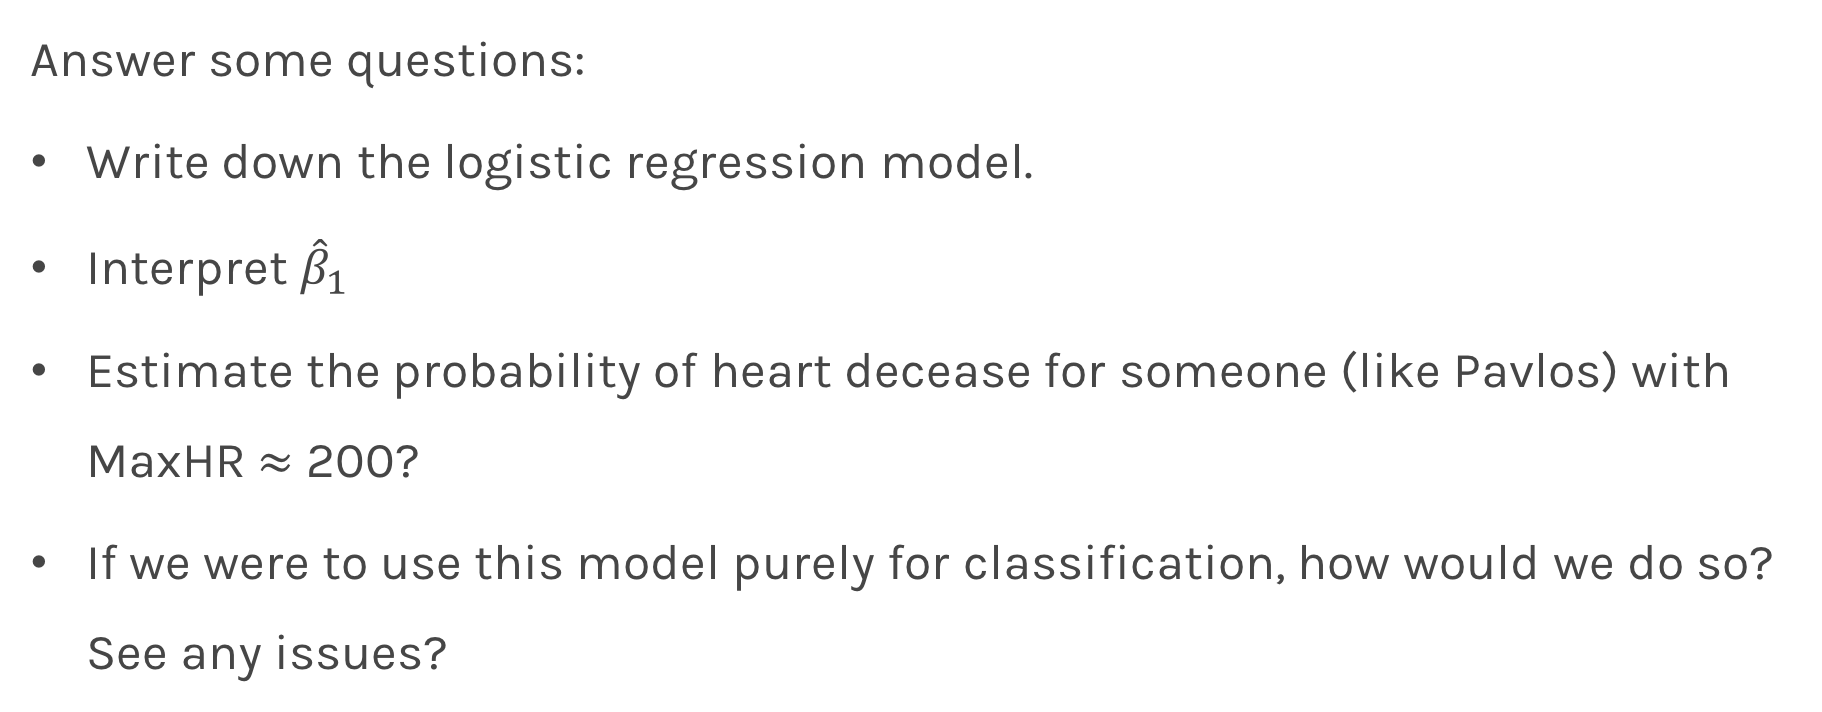 Answer some questions:
• Write down the logistic regression model.
• Interpret β̂₁
• Estimate the probability of heart decease for someone (like Pavlos) with
MaxHR ≈ 200?
• If we were to use this model purely for classification, how would we do so?
See any issues?